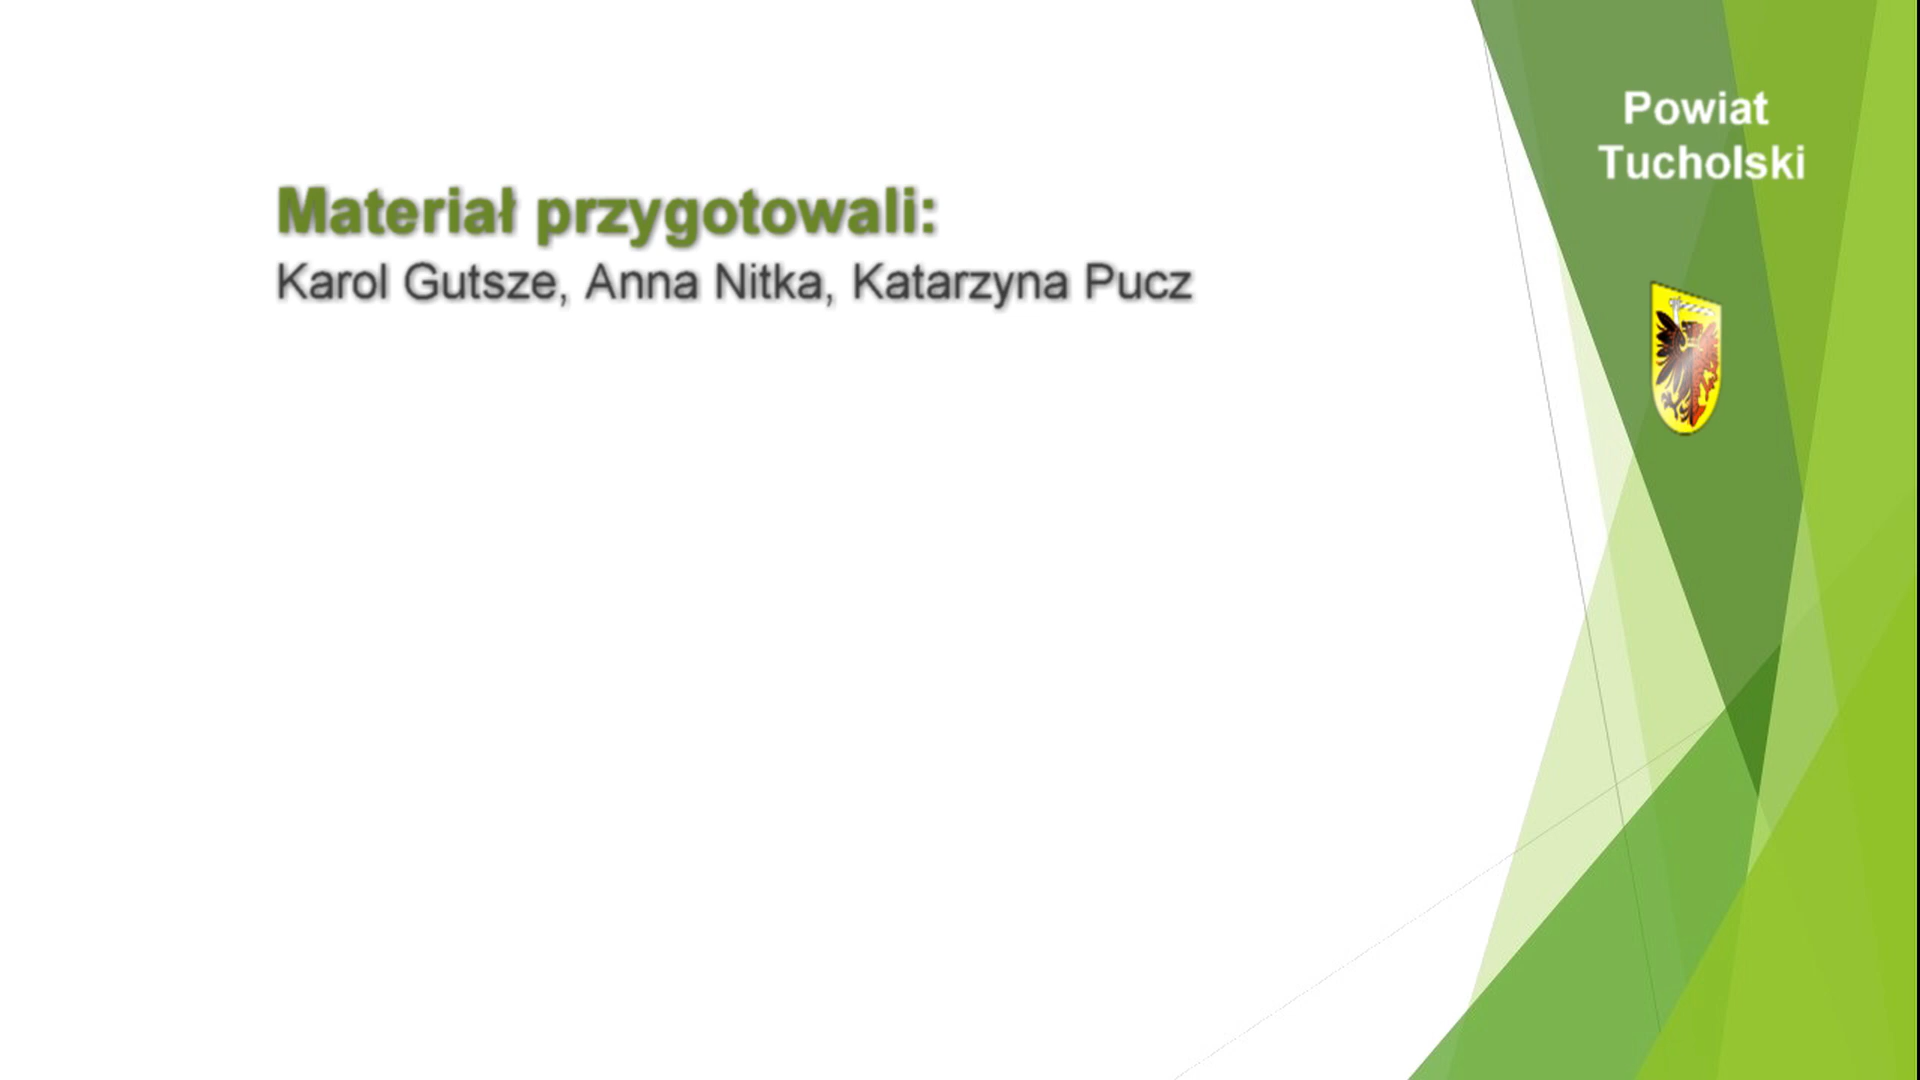 Powiat
Tucholski
Materiał przygotowali:
Karol Gutsze, Anna Nitka, Katarzyna Pucz